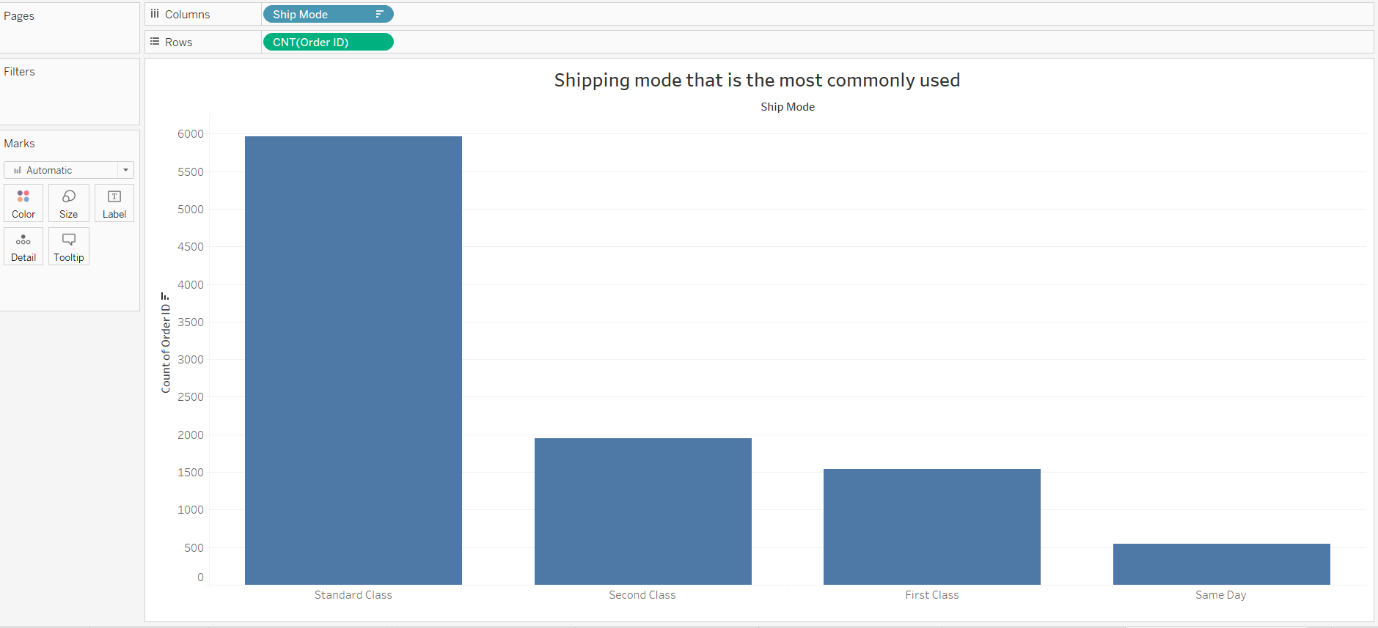 Pages
Columns
Ship Mode
Rows
CNT(Order ID)
Filters
Marks
Automatic
Color
Size
Label
Detail
Tooltip
Shipping mode that is the most commonly used
Ship Mode
Count of Order ID
6000
5500
5000
4500
4000
3500
3000
2500
2000
1500
1000
500
0
Standard Class
Second Class
First Class
Same Day